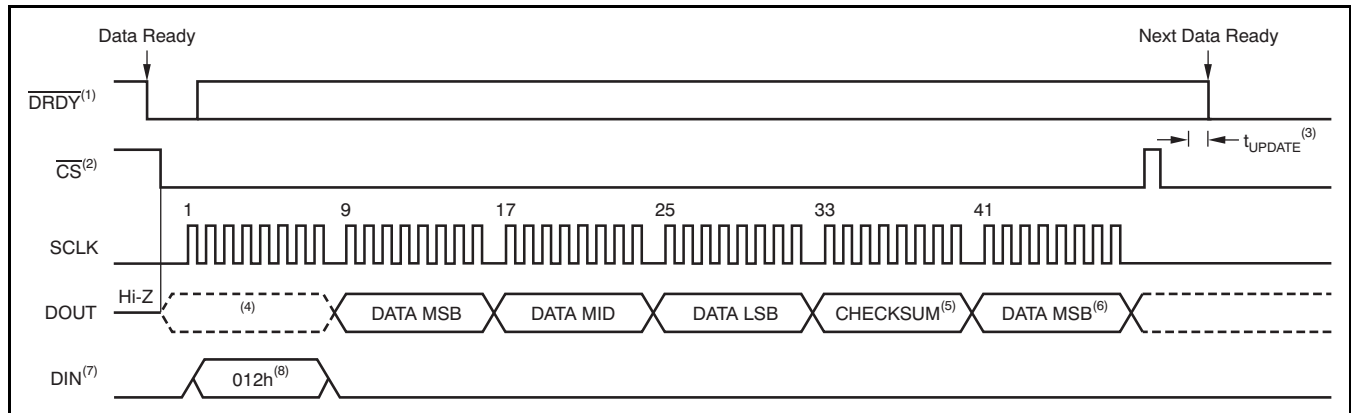 Data Ready
Next Data Ready
DRDY(1)
tUPDATE(3)
CS(2)
1 9 17 25 33 41
SCLK
Hi-Z
DOUT (4) DATA MSB DATA MID DATA LSB CHECKSUM(5) DATA MSB(6)
DIN(7) 012h(8)